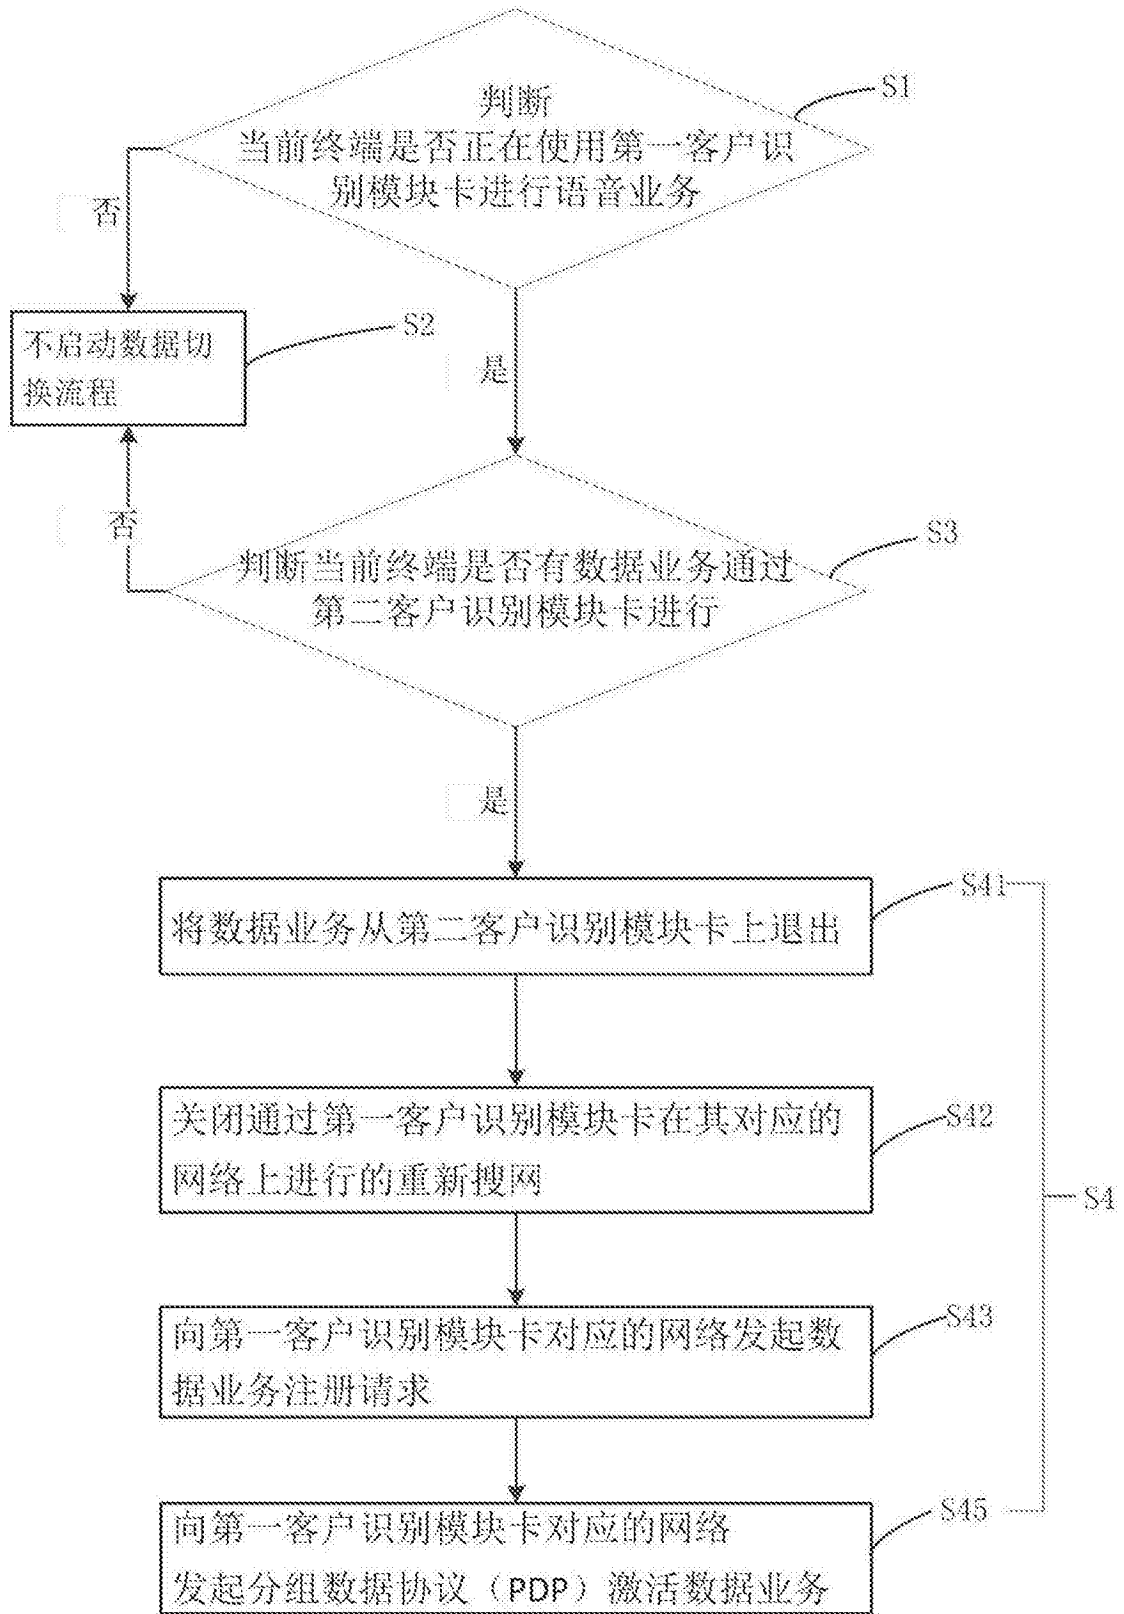 判断
当前终端是否正在使用第一客户识
别模块卡进行语音业务
S1
否
不启动数据切
换流程
S2
是
否
判断当前终端是否有数据业务通过
第二客户识别模块卡进行
S3
是
将数据业务从第二客户识别模块卡上退出
S41
关闭通过第一客户识别模块卡在其对应的
网络上进行的重新搜网
S42
S4
向第一客户识别模块卡对应的网络发起数
据业务注册请求
S43
向第一客户识别模块卡对应的网络
发起分组数据协议（PDP）激活数据业务
S45